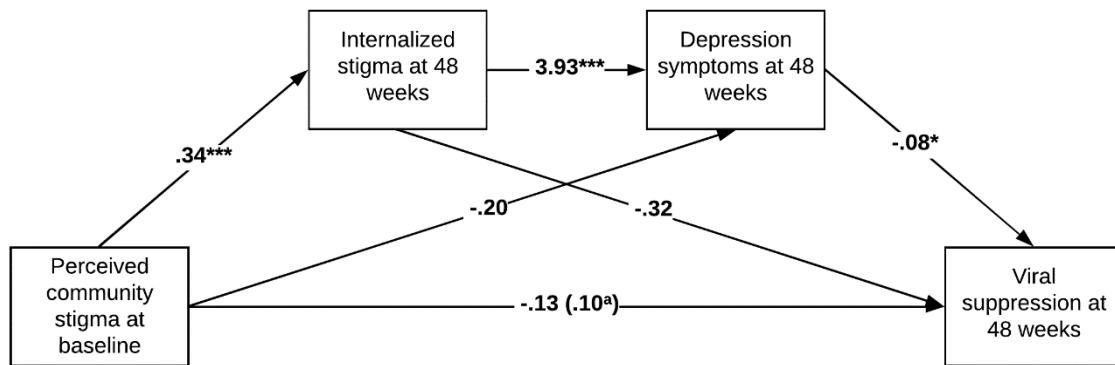 Internalized
stigma at 48
weeks
3.93***
Depression
symptoms at 48
weeks
.34***
-.08*
-.20
-.32
Perceived
community
stigma at
baseline
-.13 (.10ª)
Viral
suppression at
48 weeks